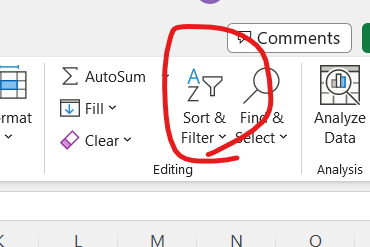 Comments
AutoSum
Fill
Clear
ormat
Sort &
Filter
Find &
Select
Analyze
Data
Editing
Analysis
L M N O